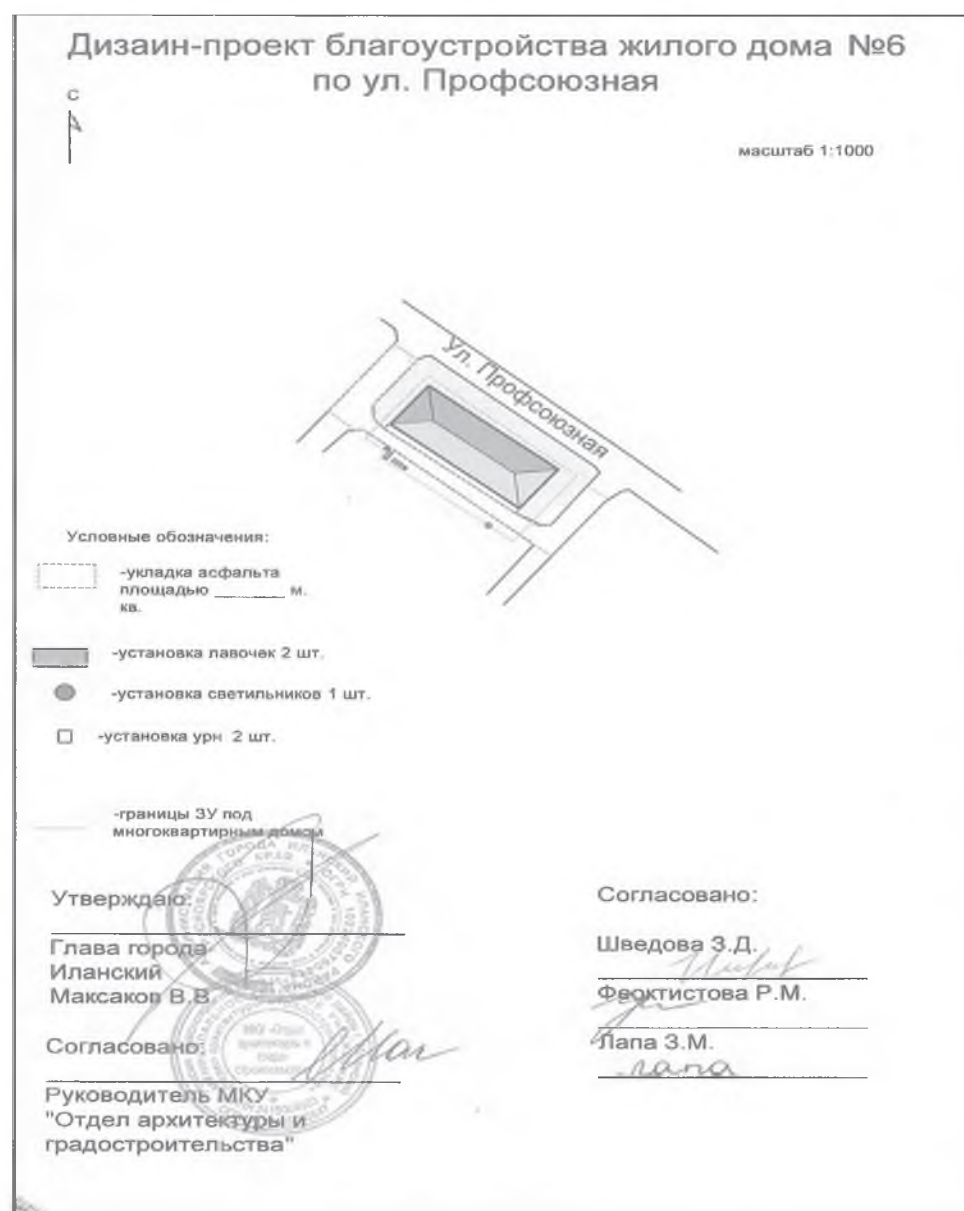 Дизаин-проект благоустройства жилого дома №6
по ул. Профсоюзная
С
масштаб 1:1000
Ул. Профсоюзная
Условные обозначения:
-укладка асфальта
площадью ________ м.
кв.
-установка лавочек 2 шт.
-установка светильников 1 шт.
-установка урн 2 шт.
-границы ЗУ под
многоквартирным домом
Утверждаю:
Глава города
Иланский
Максаков В.В.
Согласовано:
Руководитель МКУ
"Отдел архитектуры и
градостроительства"
Согласовано:
Шведова З.Д.
Феоктистова Р.М.
Лапа З.М.
лапа